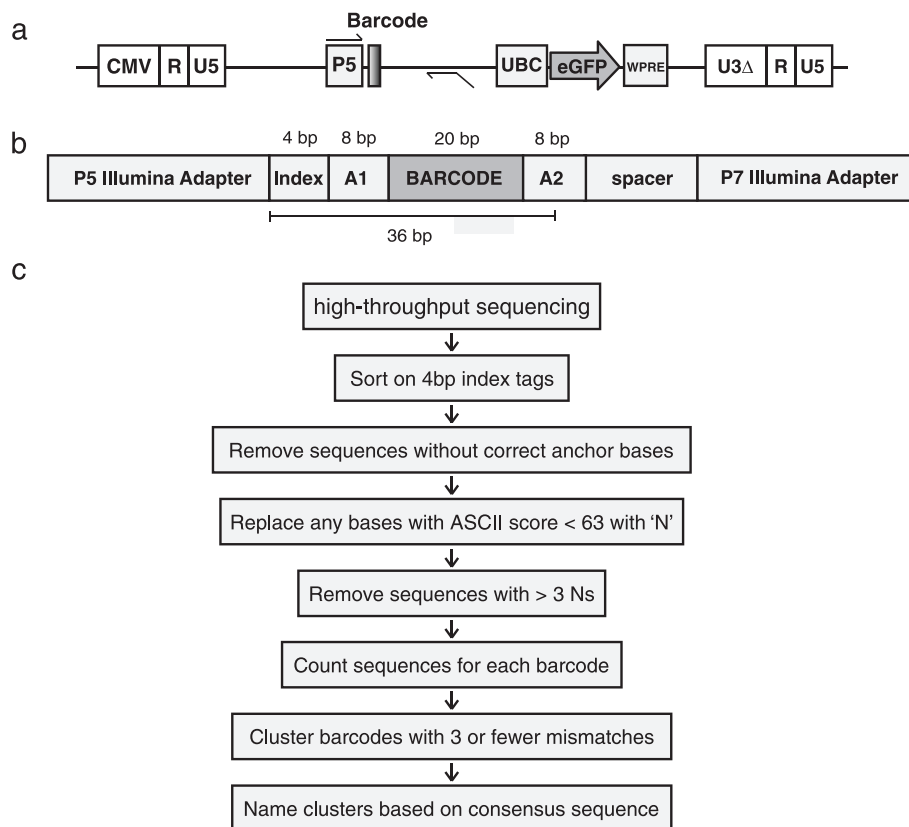 a
Barcode
CMV R U5 P5 UBC eGFP WPRE U3Δ R U5
b
4 bp 8 bp 20 bp 8 bp
P5 Illumina Adapter Index A1 BARCODE A2 spacer P7 Illumina Adapter
36 bp
c
high-throughput sequencing
Sort on 4bp index tags
Remove sequences without correct anchor bases
Replace any bases with ASCII score < 63 with 'N'
Remove sequences with > 3 Ns
Count sequences for each barcode
Cluster barcodes with 3 or fewer mismatches
Name clusters based on consensus sequence